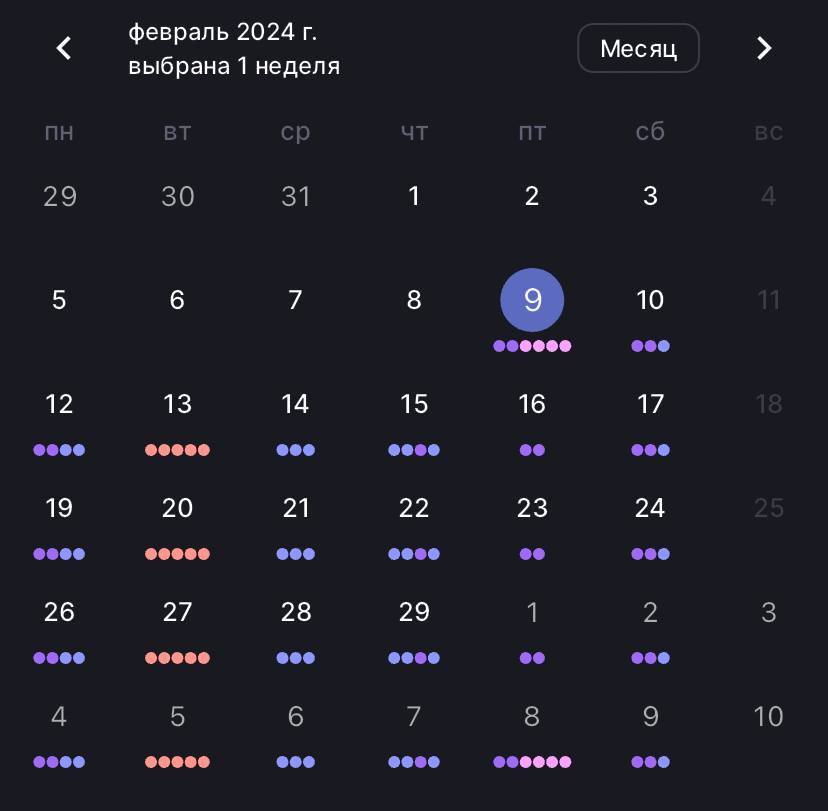 февраль 2024 г.
выбрана 1 неделя
Месяц
пн вт ср чт пт сб вс
29 30 31 1 2 3 4
5 6 7 8 9 10 11
12 13 14 15 16 17 18
19 20 21 22 23 24 25
26 27 28 29 1 2 3
4 5 6 7 8 9 10